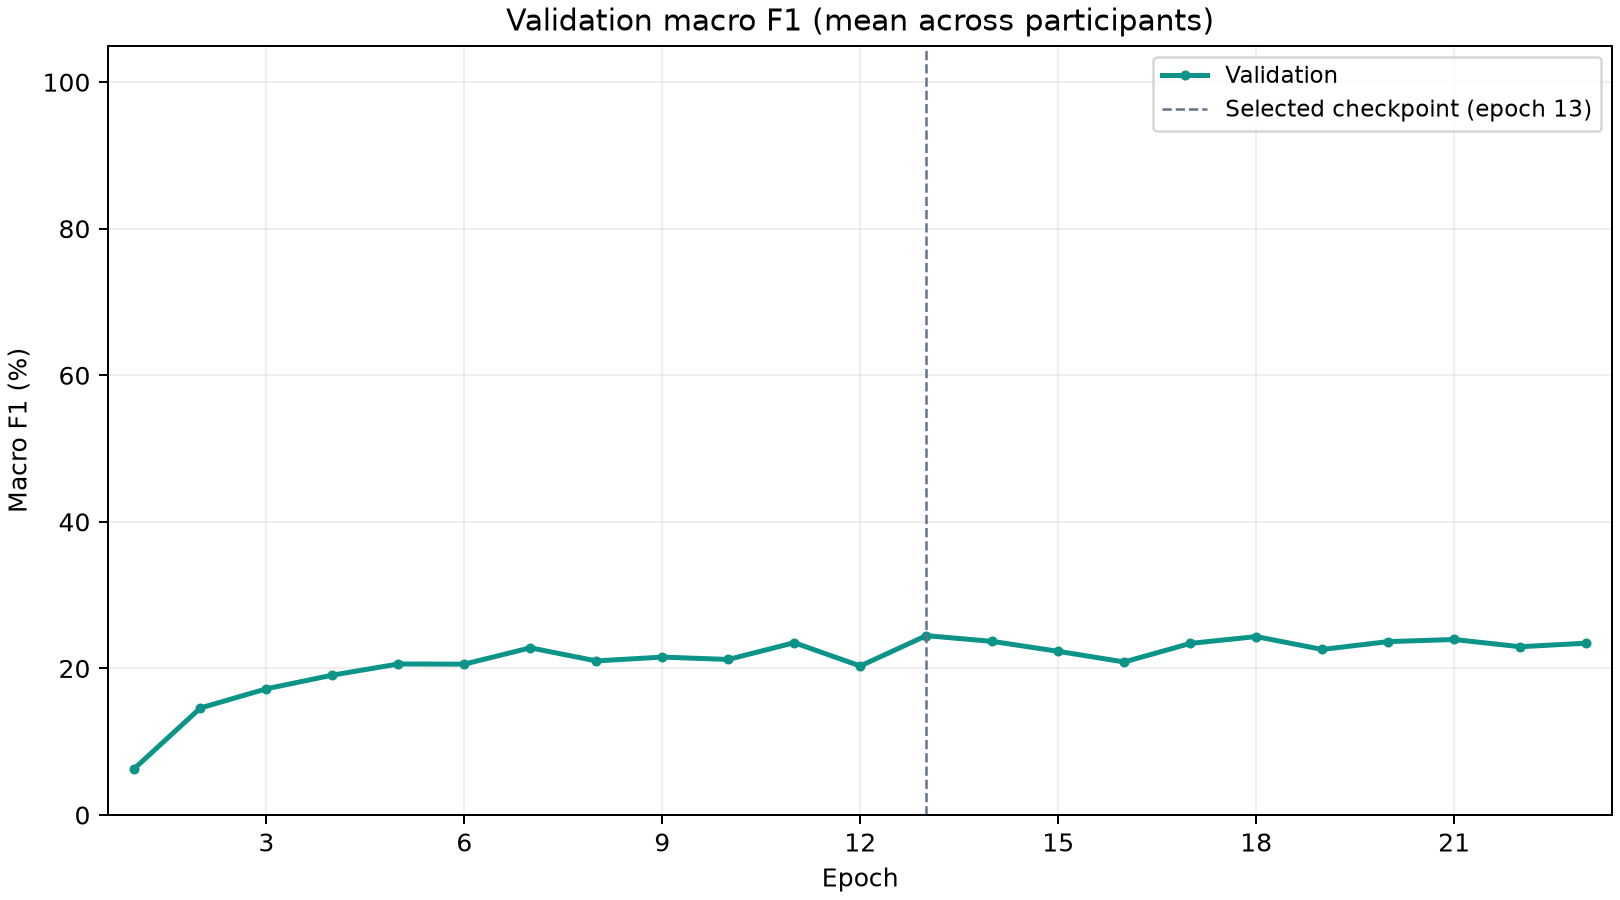 Validation macro F1 (mean across participants)
Validation
Selected checkpoint (epoch 13)
100
80
60
40
20
0
Macro F1 (%)
3 6 9 12 15 18 21
Epoch